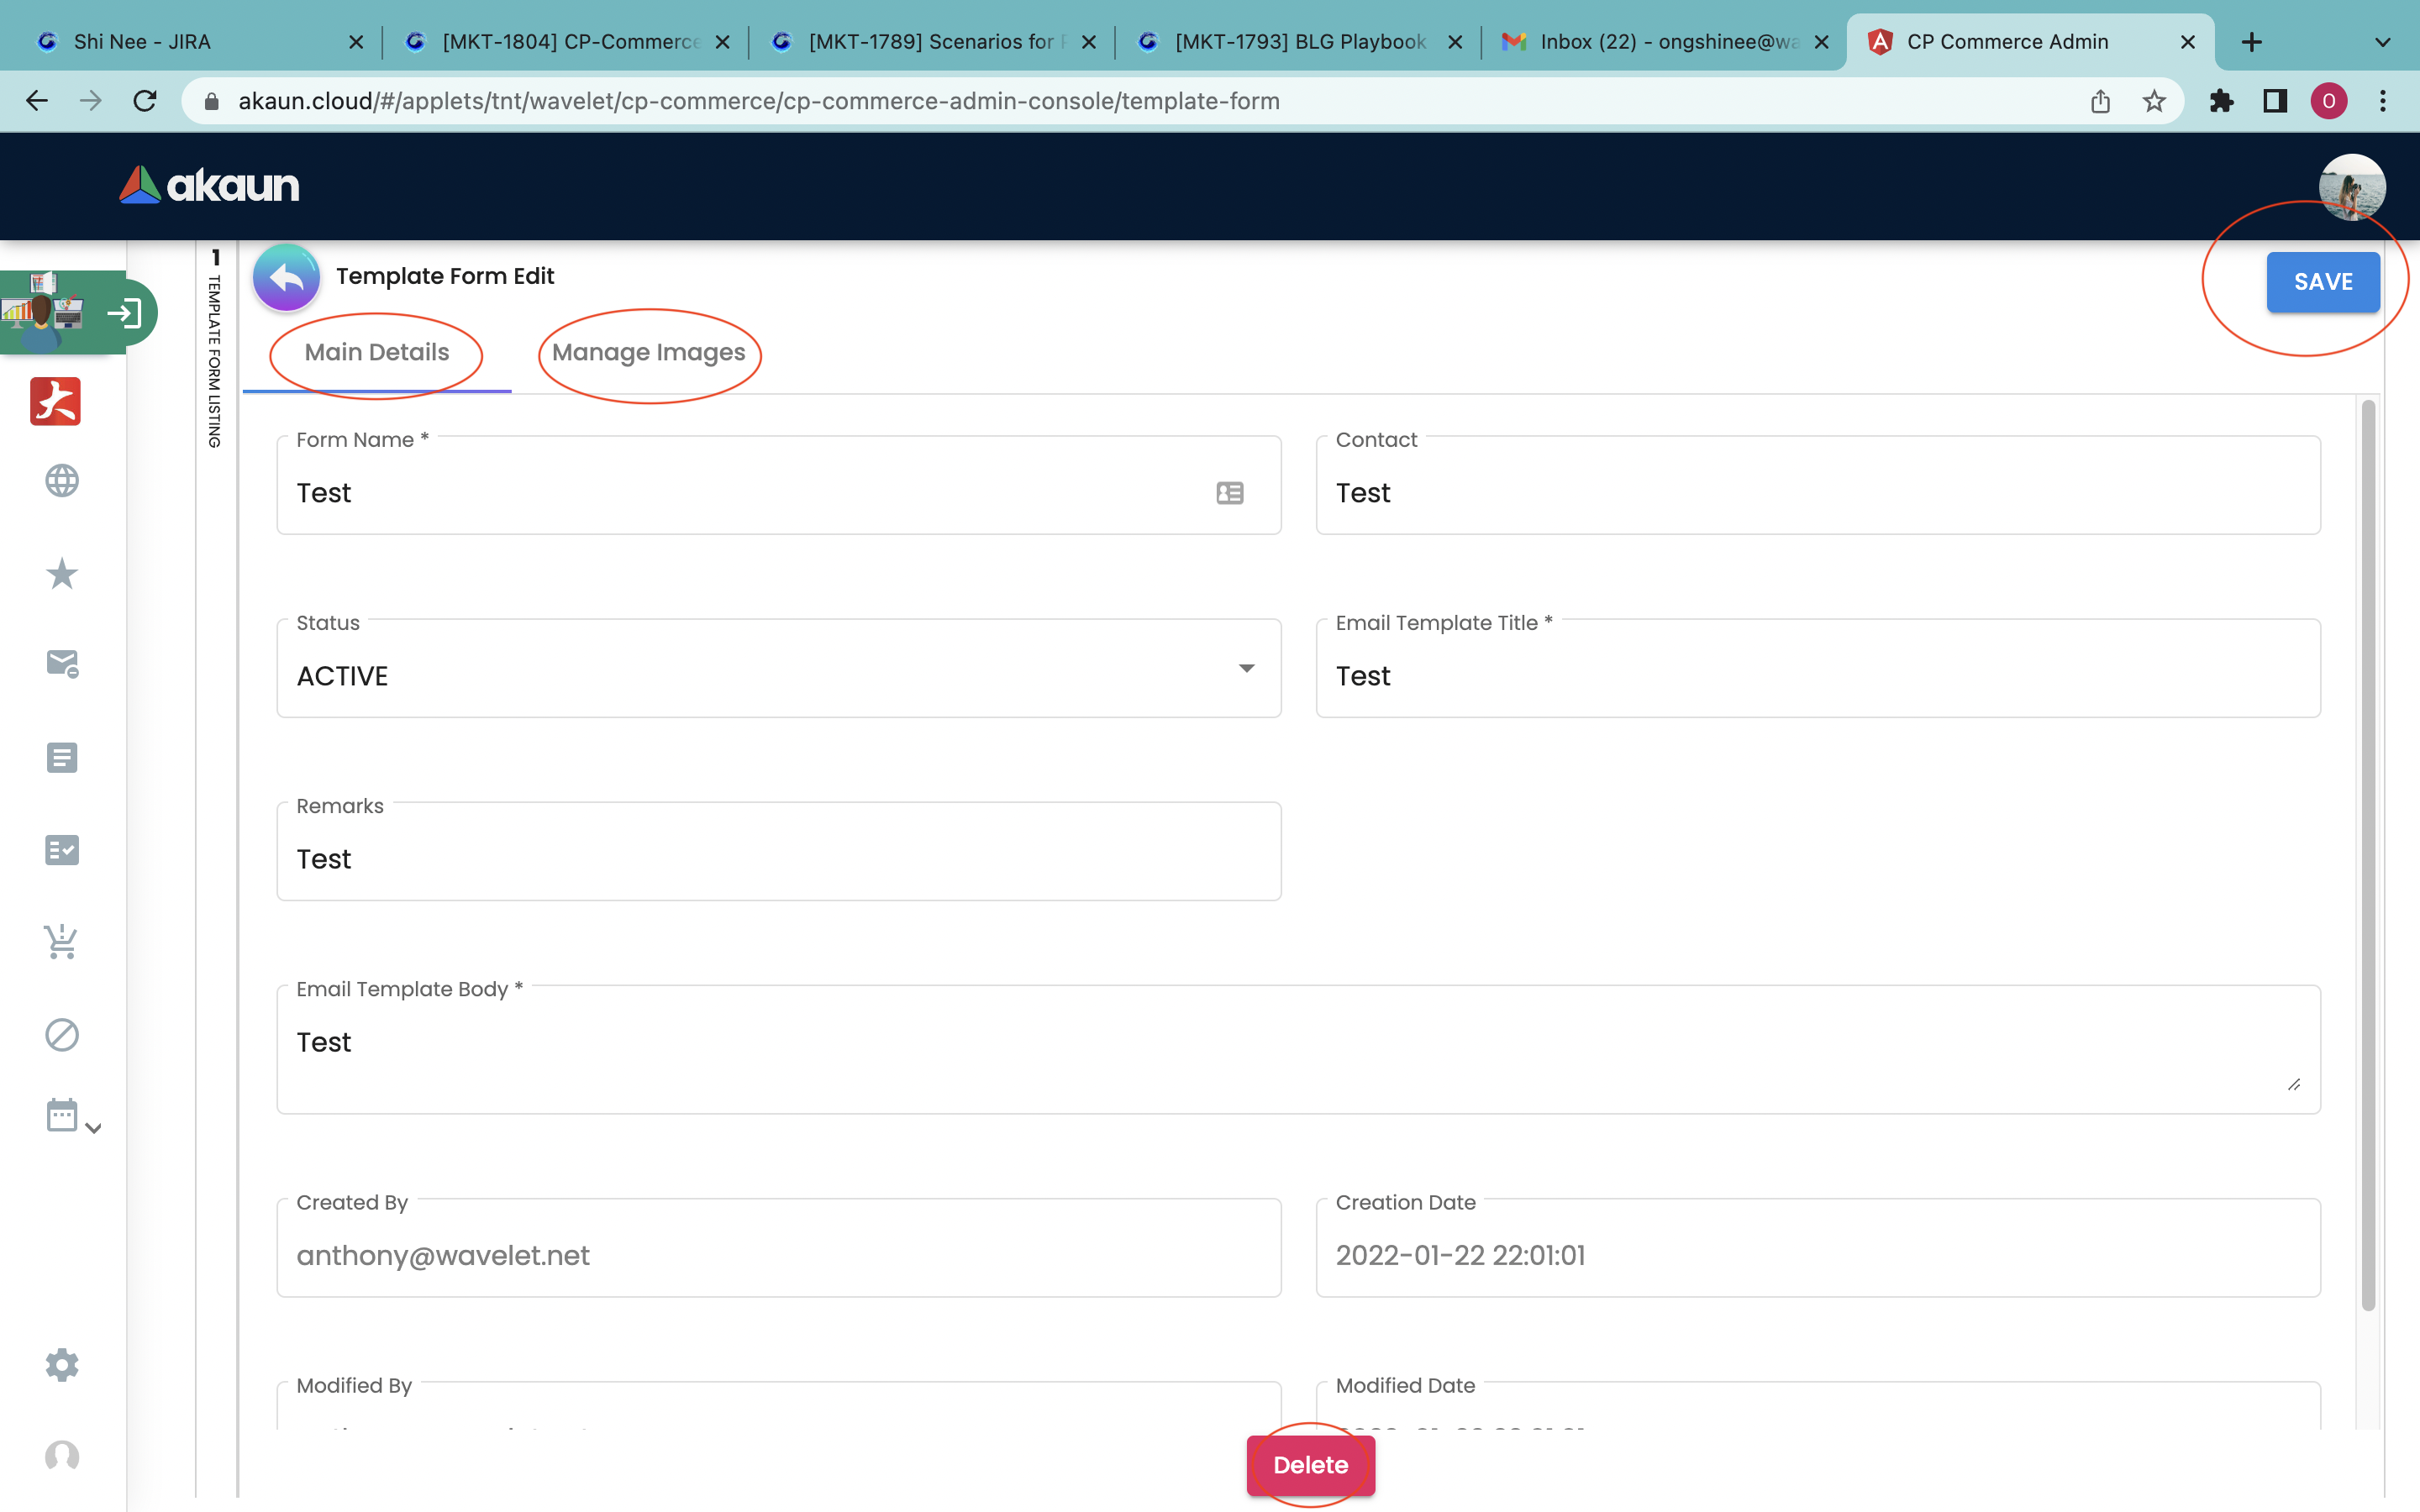 Shi Nee - JIRA
[MKT-1804] CP-Commerce
[MKT-1789] Scenarios for
[MKT-1793] BLG Playbook
Inbox (22) - ongshinee@wa
CP Commerce Admin
akaun.cloud/#/applets/tnt/wavelet/cp-commerce/cp-commerce-admin-console/template-form
O
akaun
1
TEMPLATE FORM LISTING
Template Form Edit
SAVE
Main Details
Manage Images
Form Name *
Test
Contact
Test
Status
ACTIVE
Email Template Title *
Test
Remarks
Test
Email Template Body *
Test
Created By
anthony@wavelet.net
Creation Date
2022-01-22 22:01:01
Modified By
Modified Date
Delete